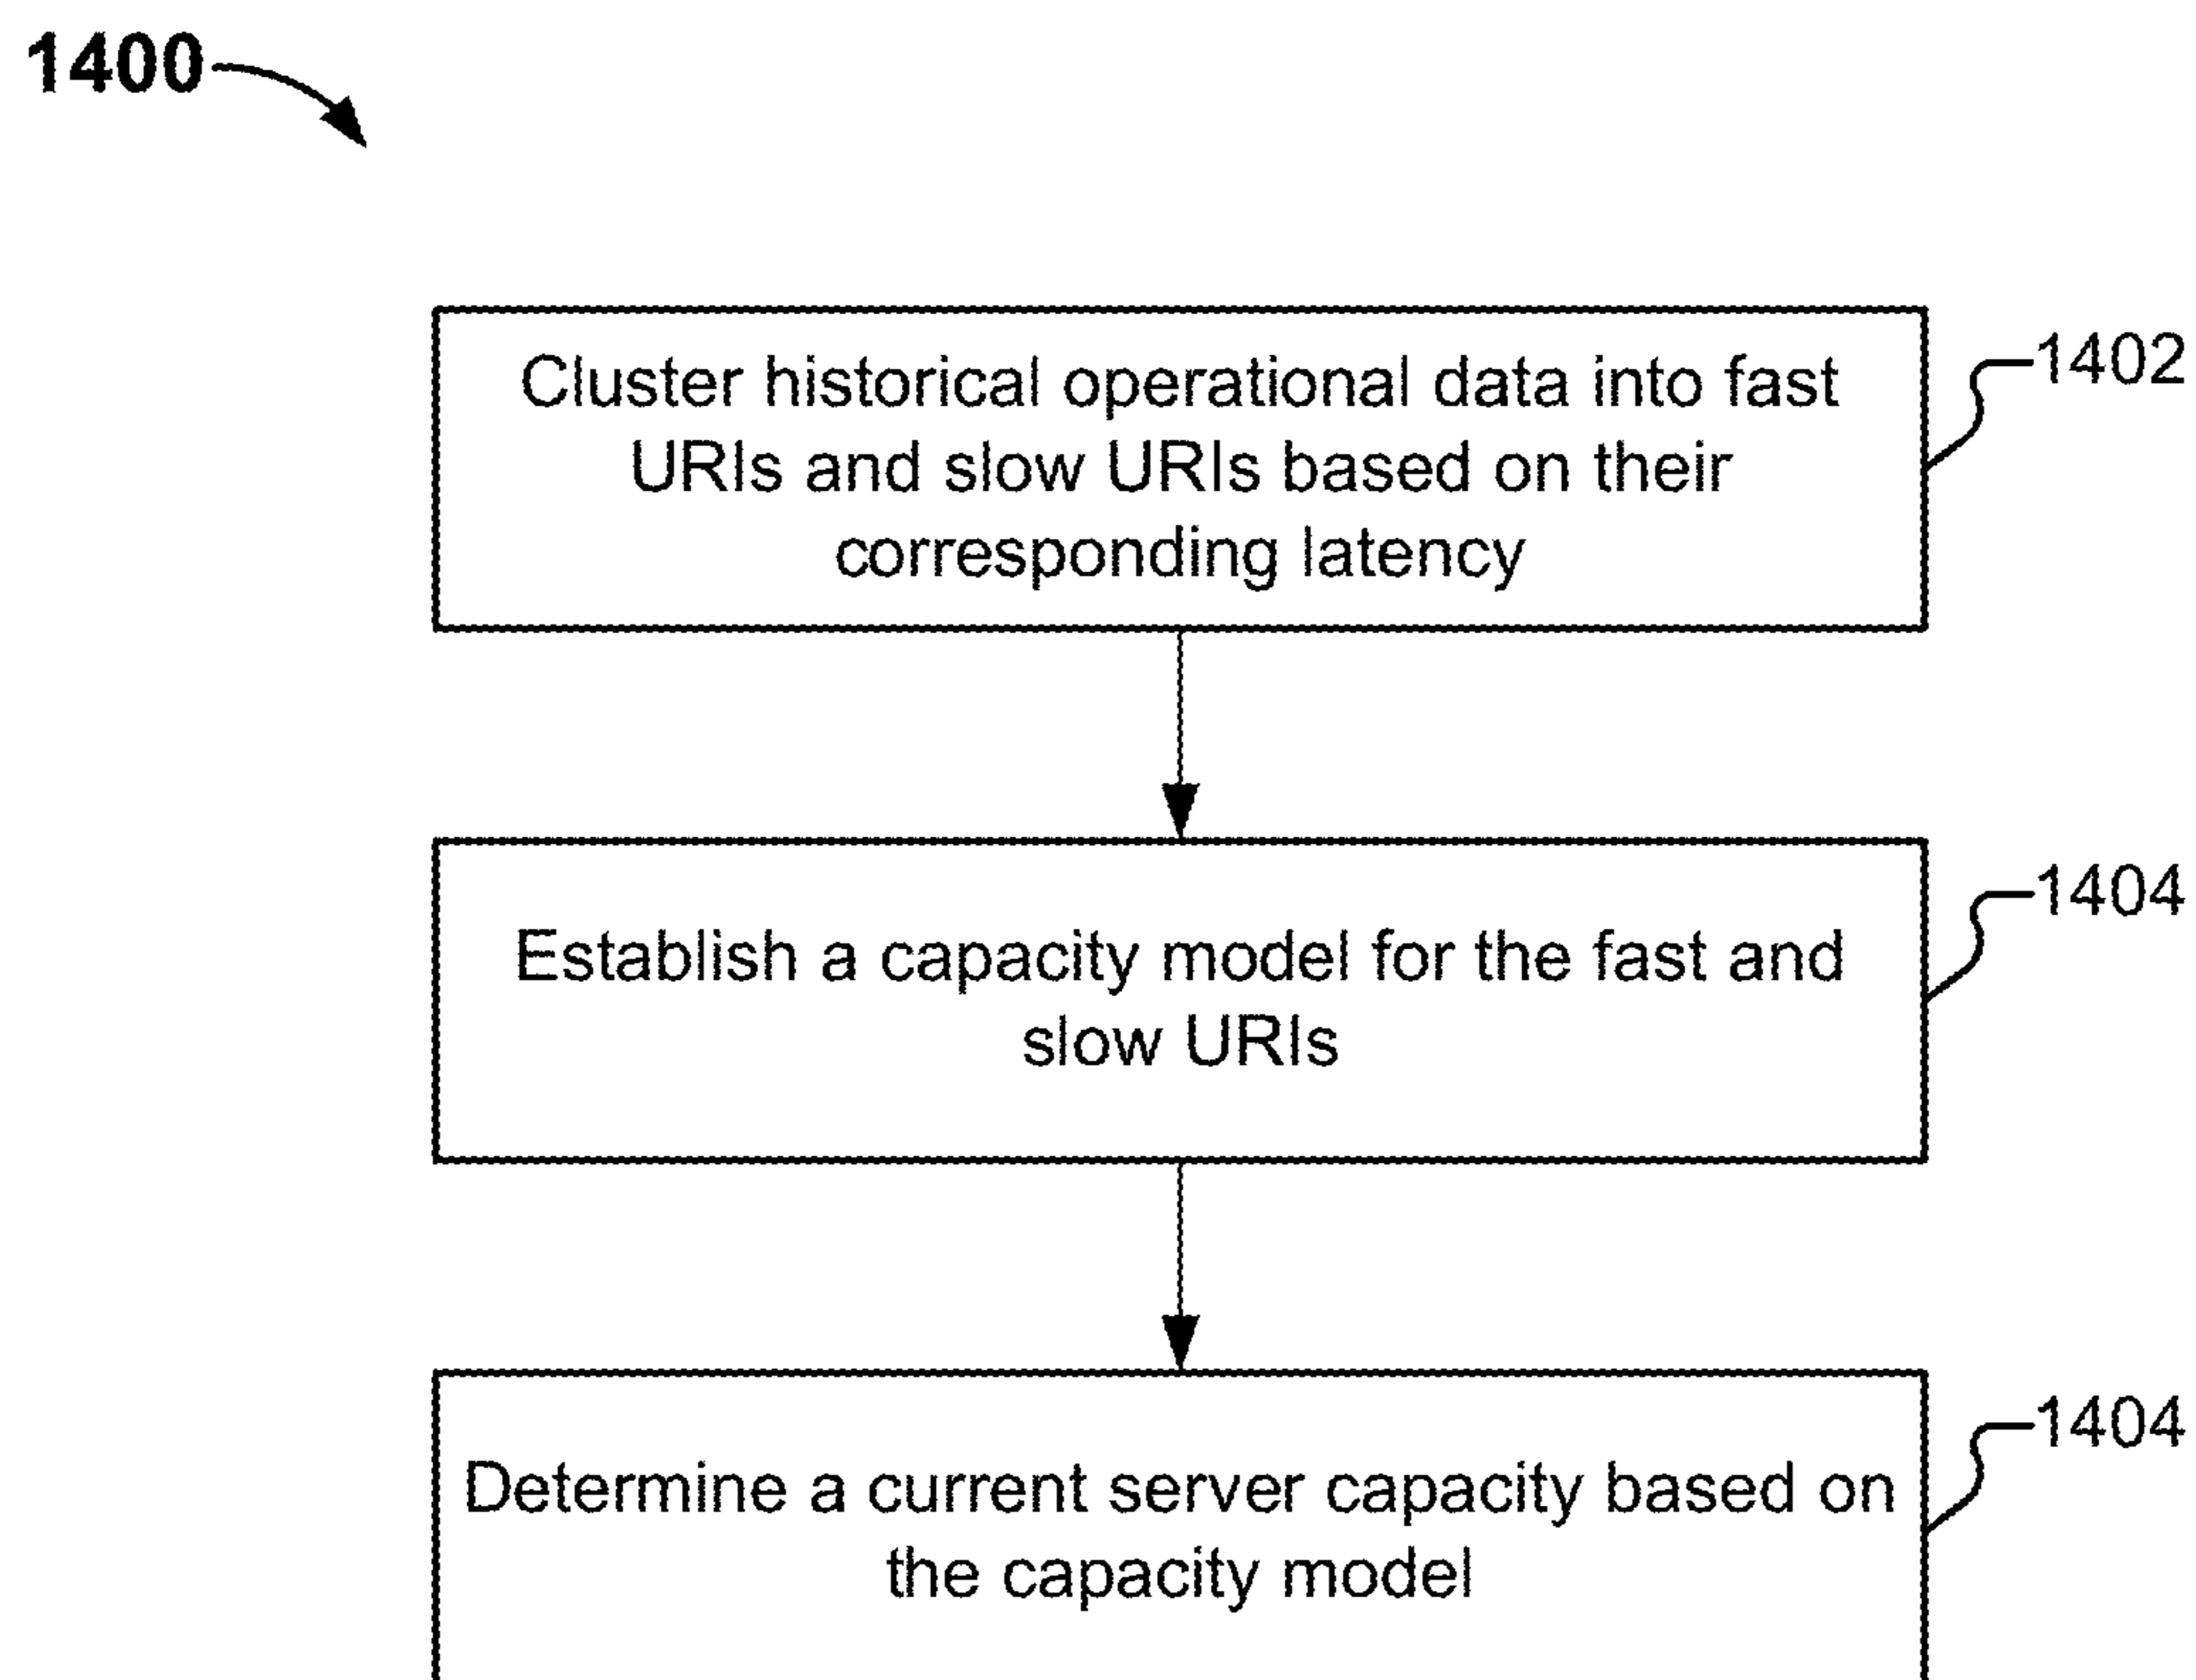 1400
Cluster historical operational data into fast
URIs and slow URIs based on their
corresponding latency
1402
Establish a capacity model for the fast and
slow URIs
1404
Determine a current server capacity based on
the capacity model
1404